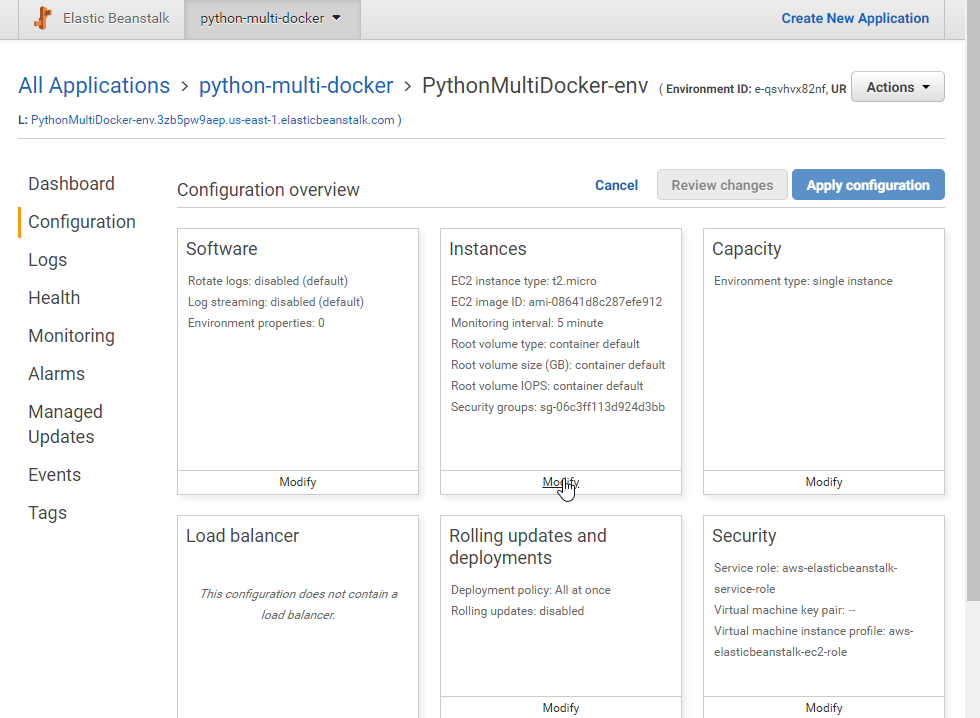 Elastic Beanstalk python-multi-docker Create New Application
All Applications > python-multi-docker > PythonMultiDocker-env ( Environment ID: e-qsvhvx82nf, UR
Actions
L: PythonMultiDocker-env.3zb5pw9aep.us-east-1.elasticbeanstalk.com )
Dashboard
Configuration
Logs
Health
Monitoring
Alarms
Managed
Updates
Events
Tags
Configuration overview
Cancel
Review changes
Apply configuration
Software
Rotate logs: disabled (default)
Log streaming: disabled (default)
Environment properties: 0
Modify
Instances
EC2 instance type: t2.micro
EC2 image ID: ami-08641d8c287efe912
Monitoring interval: 5 minute
Root volume type: container default
Root volume size (GB): container default
Root volume IOPS: container default
Security groups: sg-06c3ff113d924d3bb
Modify
Capacity
Environment type: single instance
Modify
Load balancer
This configuration does not contain a
load balancer.
Rolling updates and
deployments
Deployment policy: All at once
Rolling updates: disabled
Modify
Security
Service role: aws-elasticbeanstalk-
service-role
Virtual machine key pair: --
Virtual machine instance profile: aws-
elasticbeanstalk-ec2-role
Modify